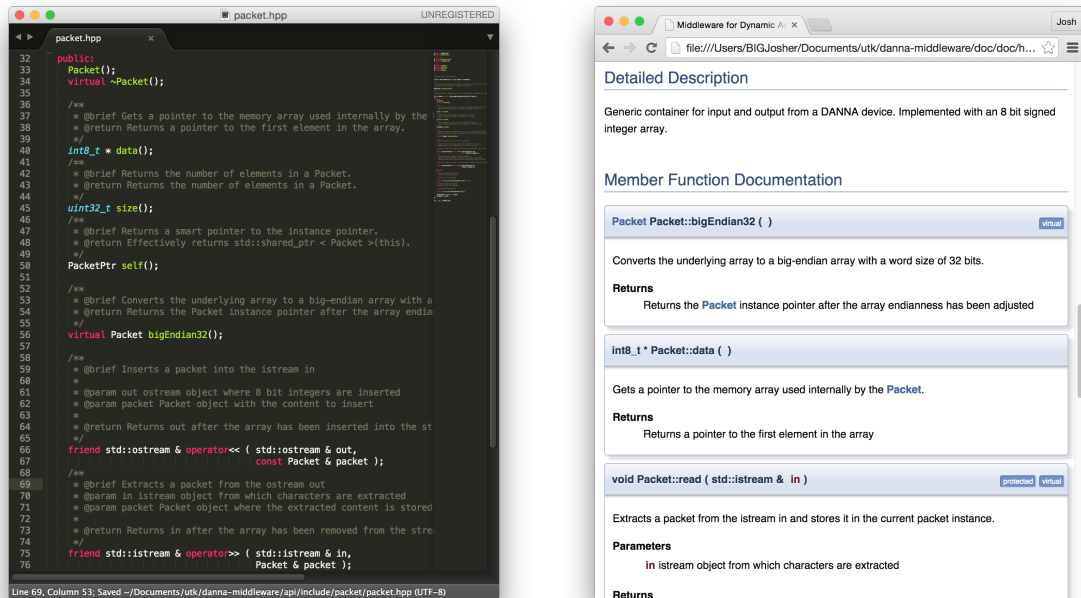 packet.hpp
UNREGISTERED
packet.hpp
32 public:
33 Packet();
34 virtual ~Packet();
35
36 /**
37 * @brief Gets a pointer to the memory array used internally by the
38 * @return Returns a pointer to the first element in the array.
39 */
40 int8_t * data();
41 /**
42 * @brief Returns the number of elements in a Packet.
43 * @return Returns the number of elements in a Packet.
44 */
45 uint32_t size();
46 /**
47 * @brief Returns a smart pointer to the instance pointer.
48 * @return Effectively returns std::shared_ptr < Packet >(this).
49 */
50 PacketPtr self();
51
52 /**
53 * @brief Converts the underlying array to a big-endian array with a
54 * @return Returns the Packet instance pointer after the array endia
55 */
56 virtual Packet bigEndian32();
57
58 /**
59 * @brief Inserts a packet into the istream in
60 *
61 * @param out ostream object where 8 bit integers are inserted
62 * @param packet Packet object with the content to insert
63 *
64 * @return Returns out after the array has been inserted into the st
65 */
66 friend std::ostream & operator<< ( std::ostream & out,
67 const Packet & packet );
68 /**
69 * @brief Extracts a packet from the ostream out
70 * @param in istream object from which characters are extracted
71 * @param packet Packet object where the extracted content is stored
72 *
73 * @return Returns in after the array has been removed from the stre
74 */
75 friend std::istream & operator>> ( std::istream & in,
76 Packet & packet );
Line 69, Column 53; Saved ~/Documents/utk/danna-middleware/api/include/packet/packet.hpp (UTF-8)
Middleware for Dynamic A
Josh
file:///Users/BIGJosher/Documents/utk/danna-middleware/doc/doc/h...
Detailed Description
Generic container for input and output from a DANNA device. Implemented with an 8 bit signed
integer array.
Member Function Documentation
Packet Packet::bigEndian32 ( )
virtual
Converts the underlying array to a big-endian array with a word size of 32 bits.
Returns
Returns the Packet instance pointer after the array endianness has been adjusted
int8_t * Packet::data ( )
Gets a pointer to the memory array used internally by the Packet.
Returns
Returns a pointer to the first element in the array
void Packet::read ( std::istream & in )
protected virtual
Extracts a packet from the istream in and stores it in the current packet instance.
Parameters
in istream object from which characters are extracted
Returns